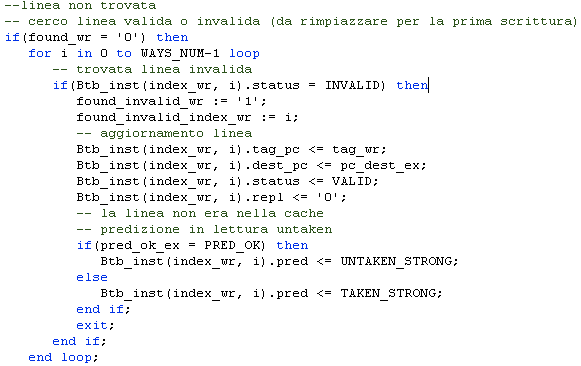 --linea non trovata
-- cerco linea valida o invalida (da rimpiazzare per la prima scrittura)
if(found_wr = '0') then
for i in 0 to WAYS_NUM-1 loop
-- trovata linea invalida
if(Btb_inst(index_wr, i).status = INVALID) then
found_invalid_wr := '1';
found_invalid_index_wr := i;
-- aggiornamento linea
Btb_inst(index_wr, i).tag_pc <= tag_wr;
Btb_inst(index_wr, i).dest_pc <= pc_dest_ex;
Btb_inst(index_wr, i).status <= VALID;
Btb_inst(index_wr, i).repl <= '0';
-- la linea non era nella cache
-- predizione in lettura untaken
if(pred_ok_ex = PRED_OK) then
Btb_inst(index_wr, i).pred <= UNTAKEN_STRONG;
else
Btb_inst(index_wr, i).pred <= TAKEN_STRONG;
end if;
exit;
end if;
end loop;